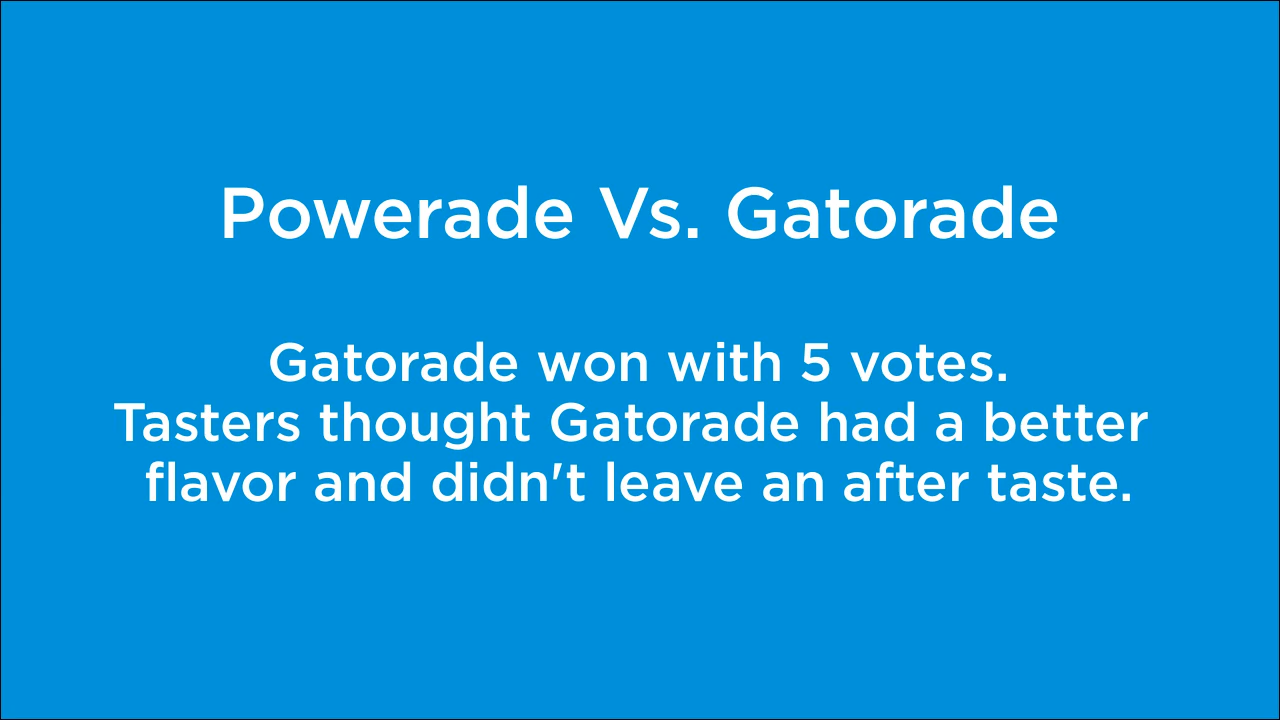 Powerade Vs. Gatorade
Gatorade won with 5 votes.
Tasters thought Gatorade had a better
flavor and didn't leave an after taste.